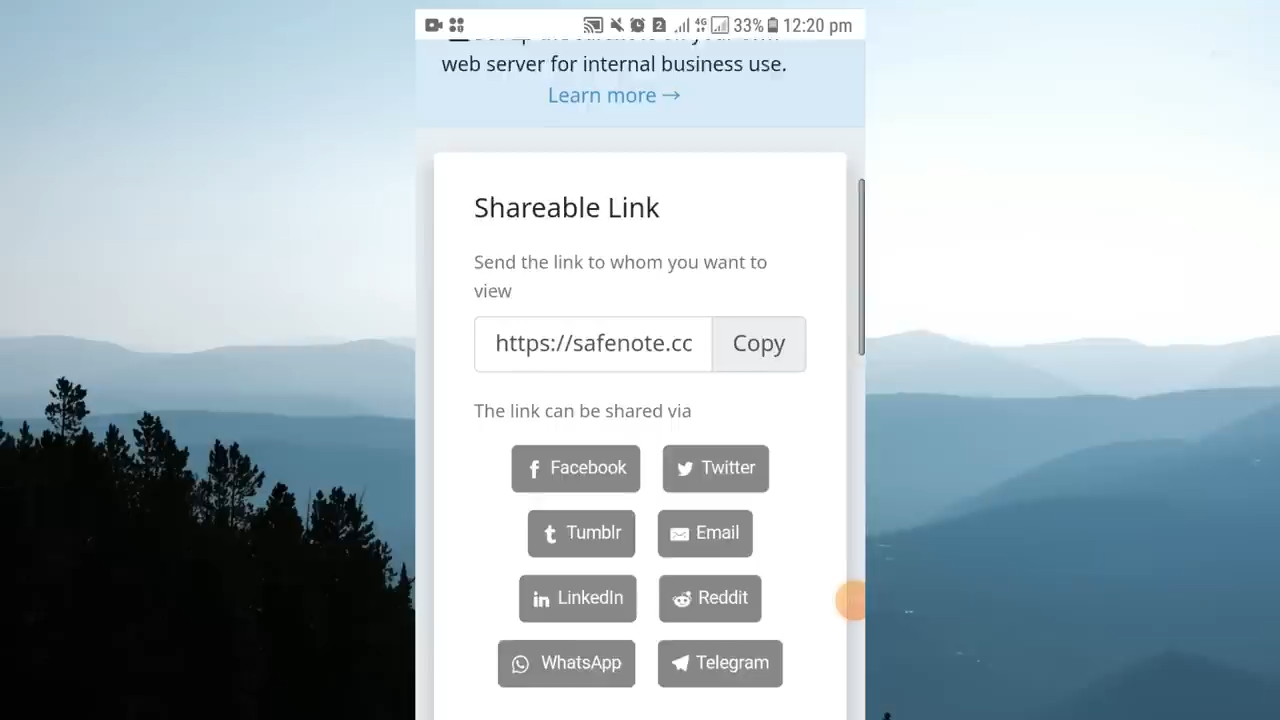 2 4G 33% 12:20 pm
web server for internal business use.
Learn more →
Shareable Link
Send the link to whom you want to
view
https://safenote.cc Copy
The link can be shared via
Facebook Twitter
Tumblr Email
LinkedIn Reddit
WhatsApp Telegram